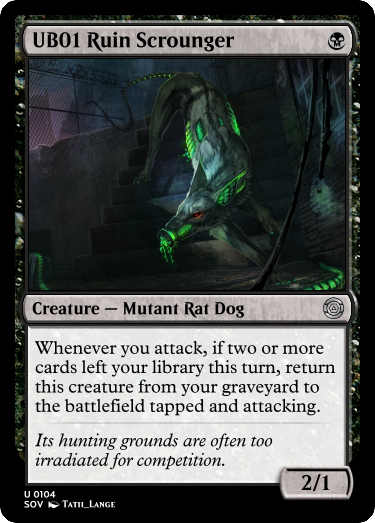 UB01 Ruin Scrounger
Creature — Mutant Rat Dog
Whenever you attack, if two or more
cards left your library this turn, return
this creature from your graveyard to
the battlefield tapped and attacking.
Its hunting grounds are often too
irradiated for competition.
2/1
U 0104
SOV Tatii_Lange